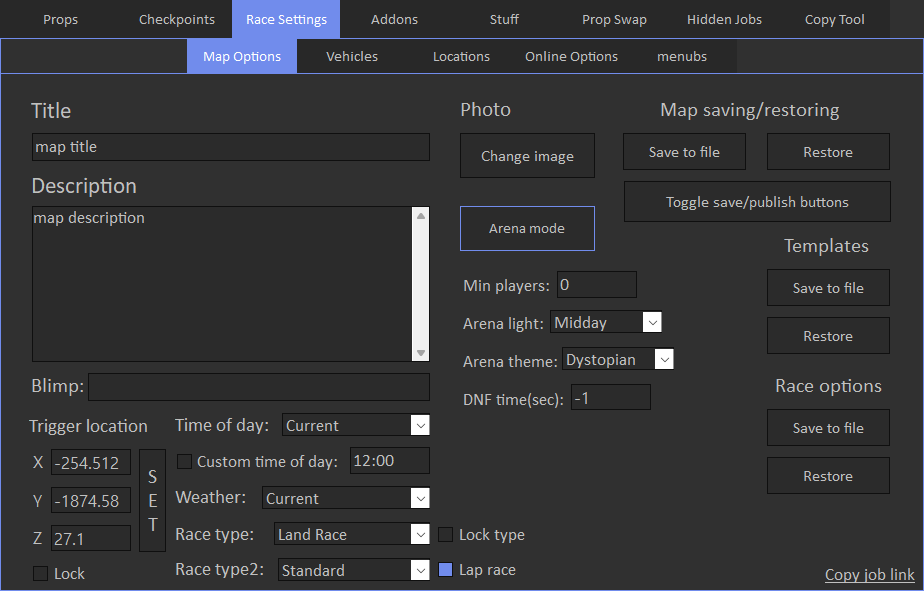 Props Checkpoints Race Settings Addons Stuff Prop Swap Hidden Jobs Copy Tool
Map Options Vehicles Locations Online Options menubs
Title
map title
Description
map description
Blimp:
Trigger location
X -254.512
Y -1874.58
Z 27.1
SET
Lock
Time of day: Current
Custom time of day: 12:00
Weather: Current
Race type: Land Race Lock type
Race type2: Standard Lap race
Photo
Change image
Arena mode
Min players: 0
Arena light: Midday
Arena theme: Dystopian
DNF time(sec): -1
Map saving/restoring
Save to file Restore
Toggle save/publish buttons
Templates
Save to file
Restore
Race options
Save to file
Restore
Copy job link